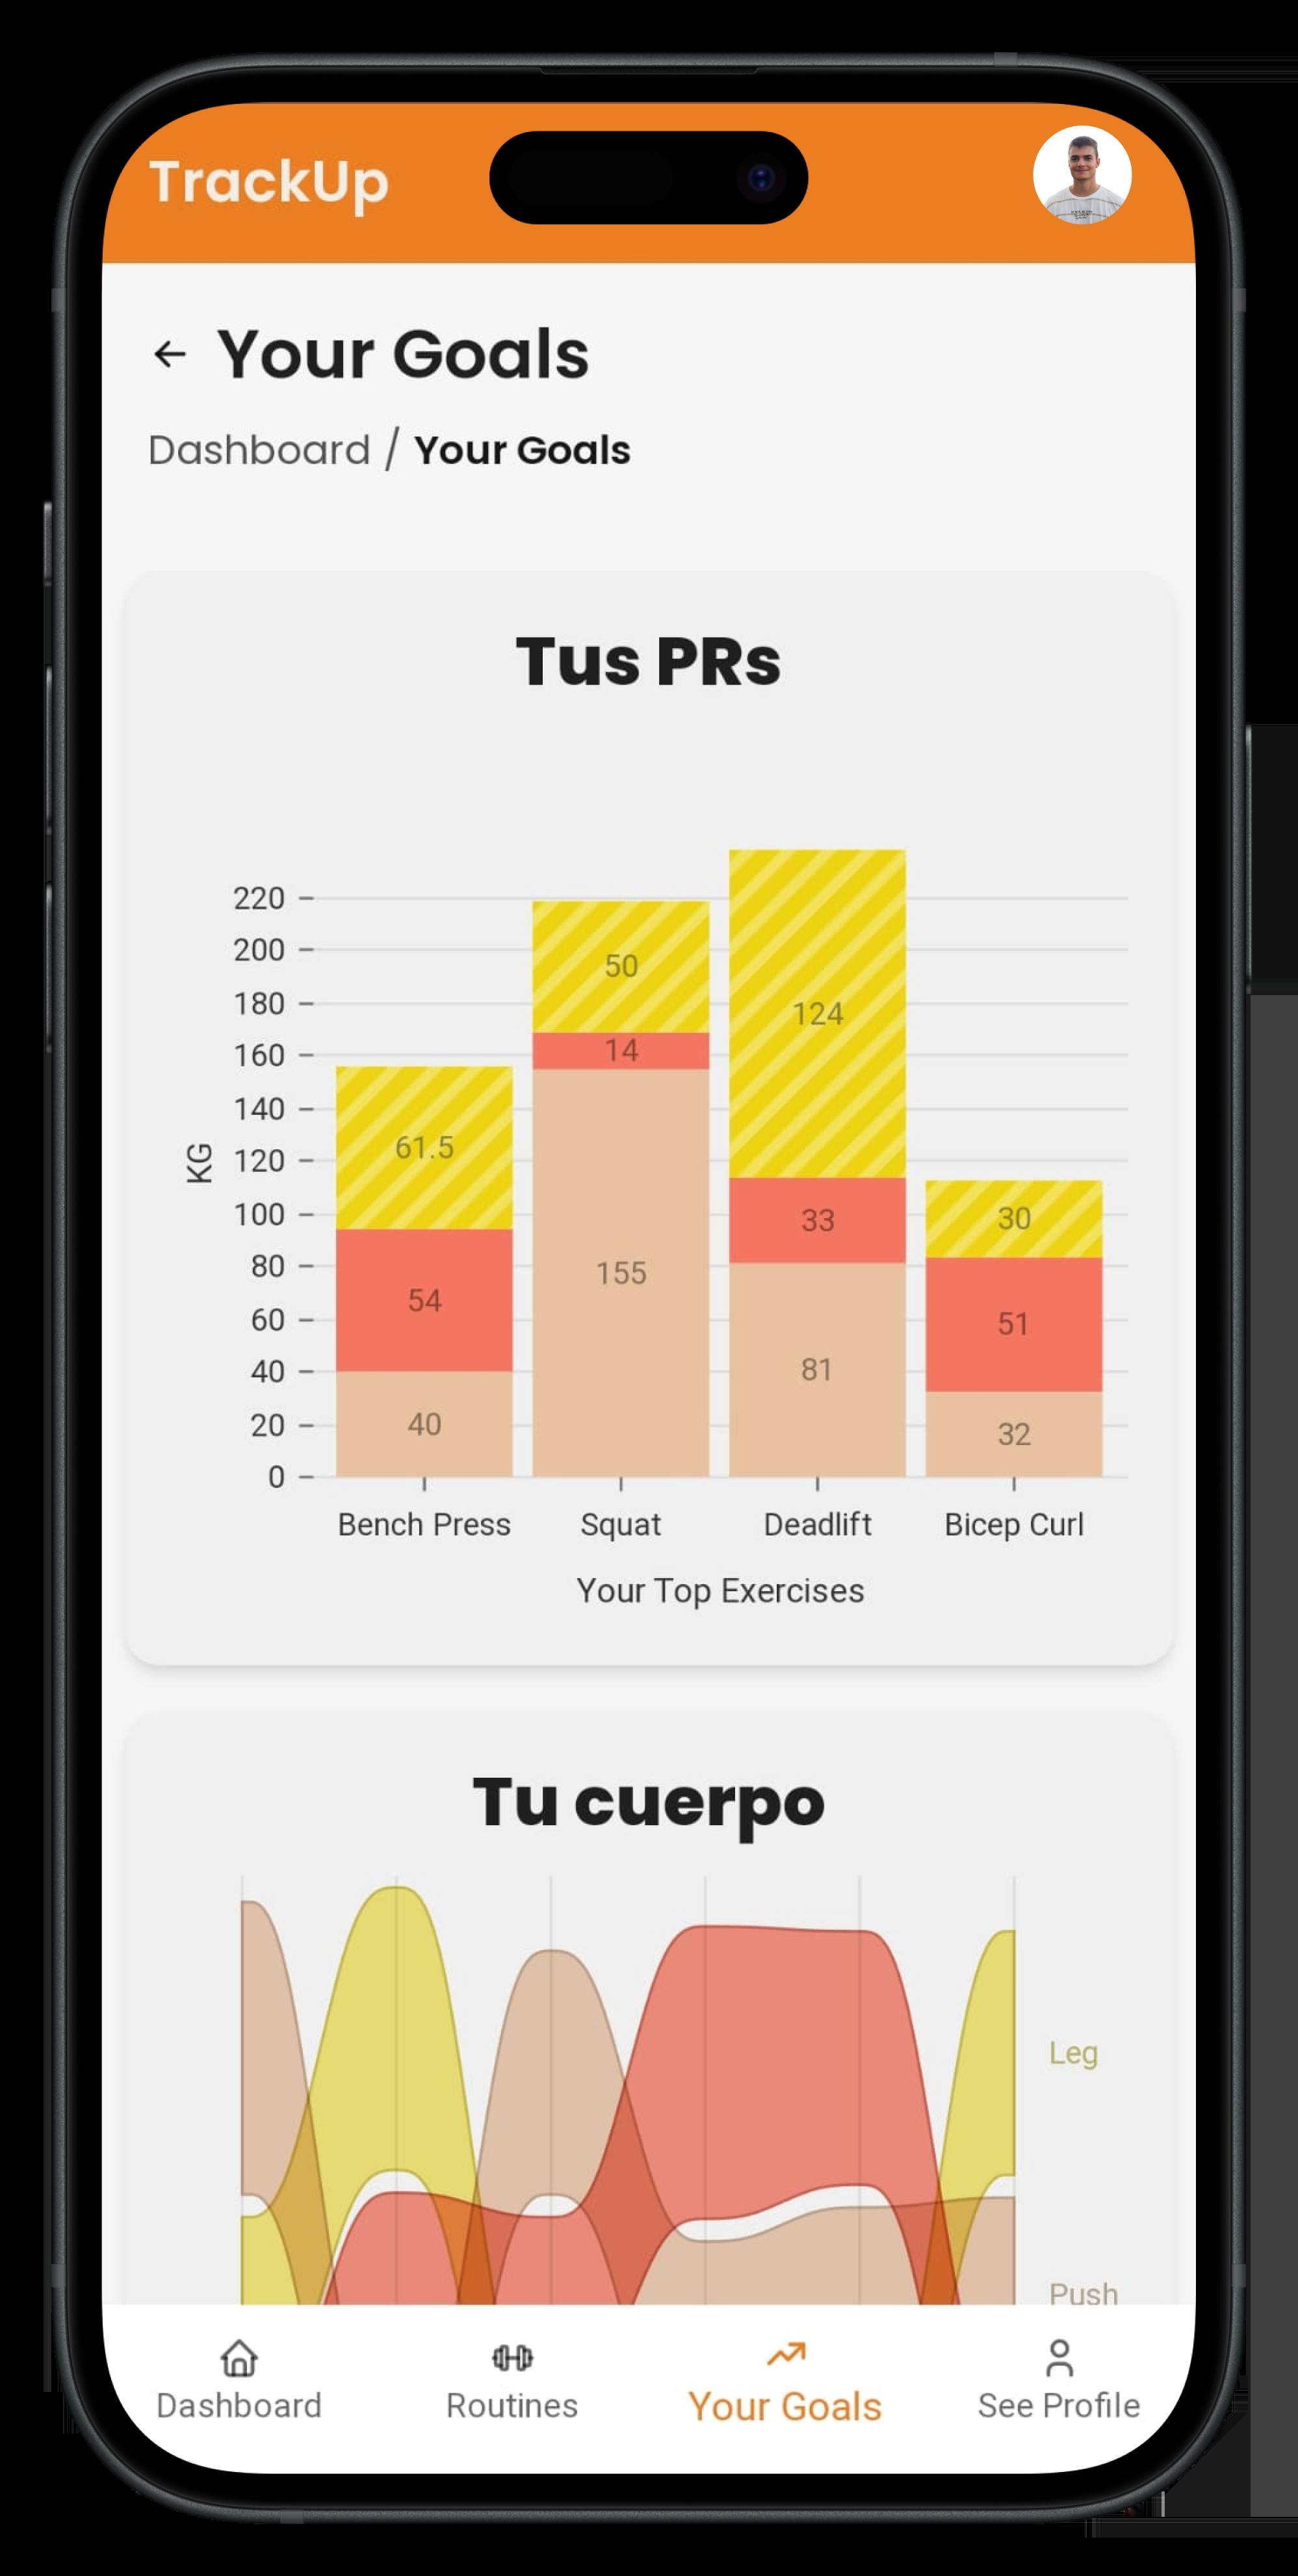 TrackUp
Your Goals
Dashboard / Your Goals
Tus PRs
220
200
180
160
140
120
100
80
60
40
20
0
KG
61.5
54
40
50
14
155
124
33
81
30
51
32
Bench Press
Squat
Deadlift
Bicep Curl
Your Top Exercises
Tu cuerpo
Leg
Push
Dashboard
Routines
Your Goals
See Profile